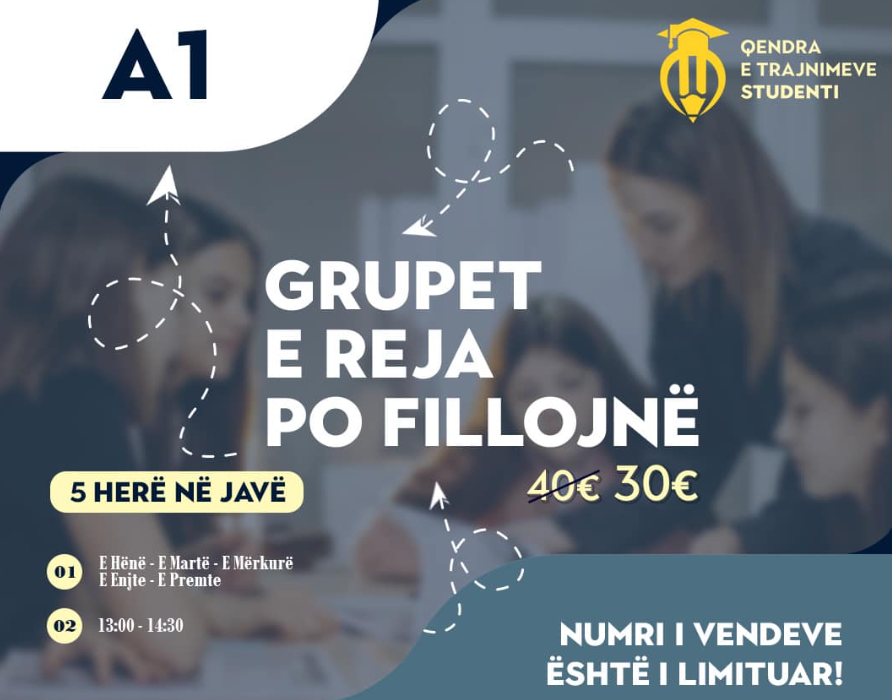 A1
QENDRA
E TRAJNIMEVE
STUDENTI
GRUPET
E REJA
PO FILLOJNË
40€ 30€
5 HERË NË JAVË
01 E Hënë - E Martë - E Mërkurë
E Enjte - E Premte
02 13:00 - 14:30
NUMRI I VENDEVE
ËSHTË I LIMITUAR!